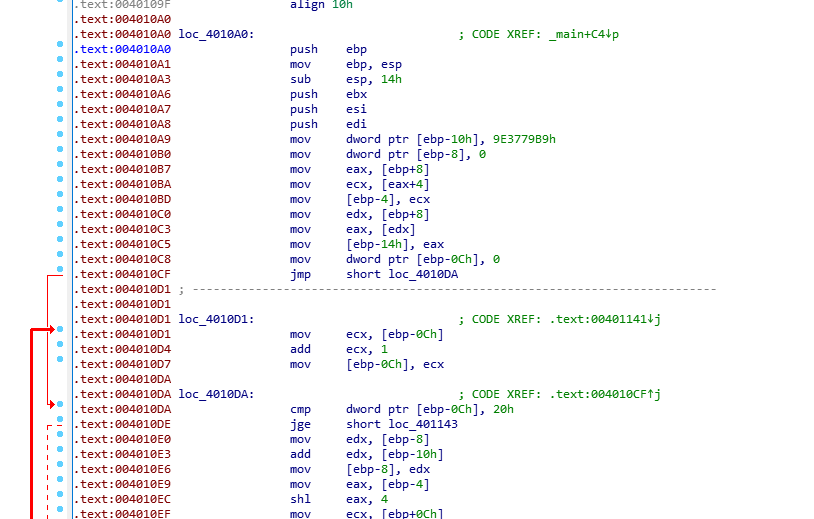 .text:0040109F align 10h
.text:004010A0
.text:004010A0 loc_4010A0: ; CODE XREF: _main+C4↓p
.text:004010A0 push ebp
.text:004010A1 mov ebp, esp
.text:004010A3 sub esp, 14h
.text:004010A6 push ebx
.text:004010A7 push esi
.text:004010A8 push edi
.text:004010A9 mov dword ptr [ebp-10h], 9E3779B9h
.text:004010B0 mov dword ptr [ebp-8], 0
.text:004010B7 mov eax, [ebp+8]
.text:004010BA mov ecx, [eax+4]
.text:004010BD mov [ebp-4], ecx
.text:004010C0 mov edx, [ebp+8]
.text:004010C3 mov eax, [edx]
.text:004010C5 mov [ebp-14h], eax
.text:004010C8 mov dword ptr [ebp-0Ch], 0
.text:004010CF jmp short loc_4010DA
.text:004010D1 ; ---------------------------------------------------------------------------
.text:004010D1
.text:004010D1 loc_4010D1: ; CODE XREF: .text:00401141↓j
.text:004010D1 mov ecx, [ebp-0Ch]
.text:004010D4 add ecx, 1
.text:004010D7 mov [ebp-0Ch], ecx
.text:004010DA
.text:004010DA loc_4010DA: ; CODE XREF: .text:004010CF↑j
.text:004010DA cmp dword ptr [ebp-0Ch], 20h
.text:004010DE jge short loc_401143
.text:004010E0 mov edx, [ebp-8]
.text:004010E3 add edx, [ebp-10h]
.text:004010E6 mov [ebp-8], edx
.text:004010E9 mov eax, [ebp-4]
.text:004010EC shl eax, 4
.text:004010EF mov ecx, [ebp+0Ch]